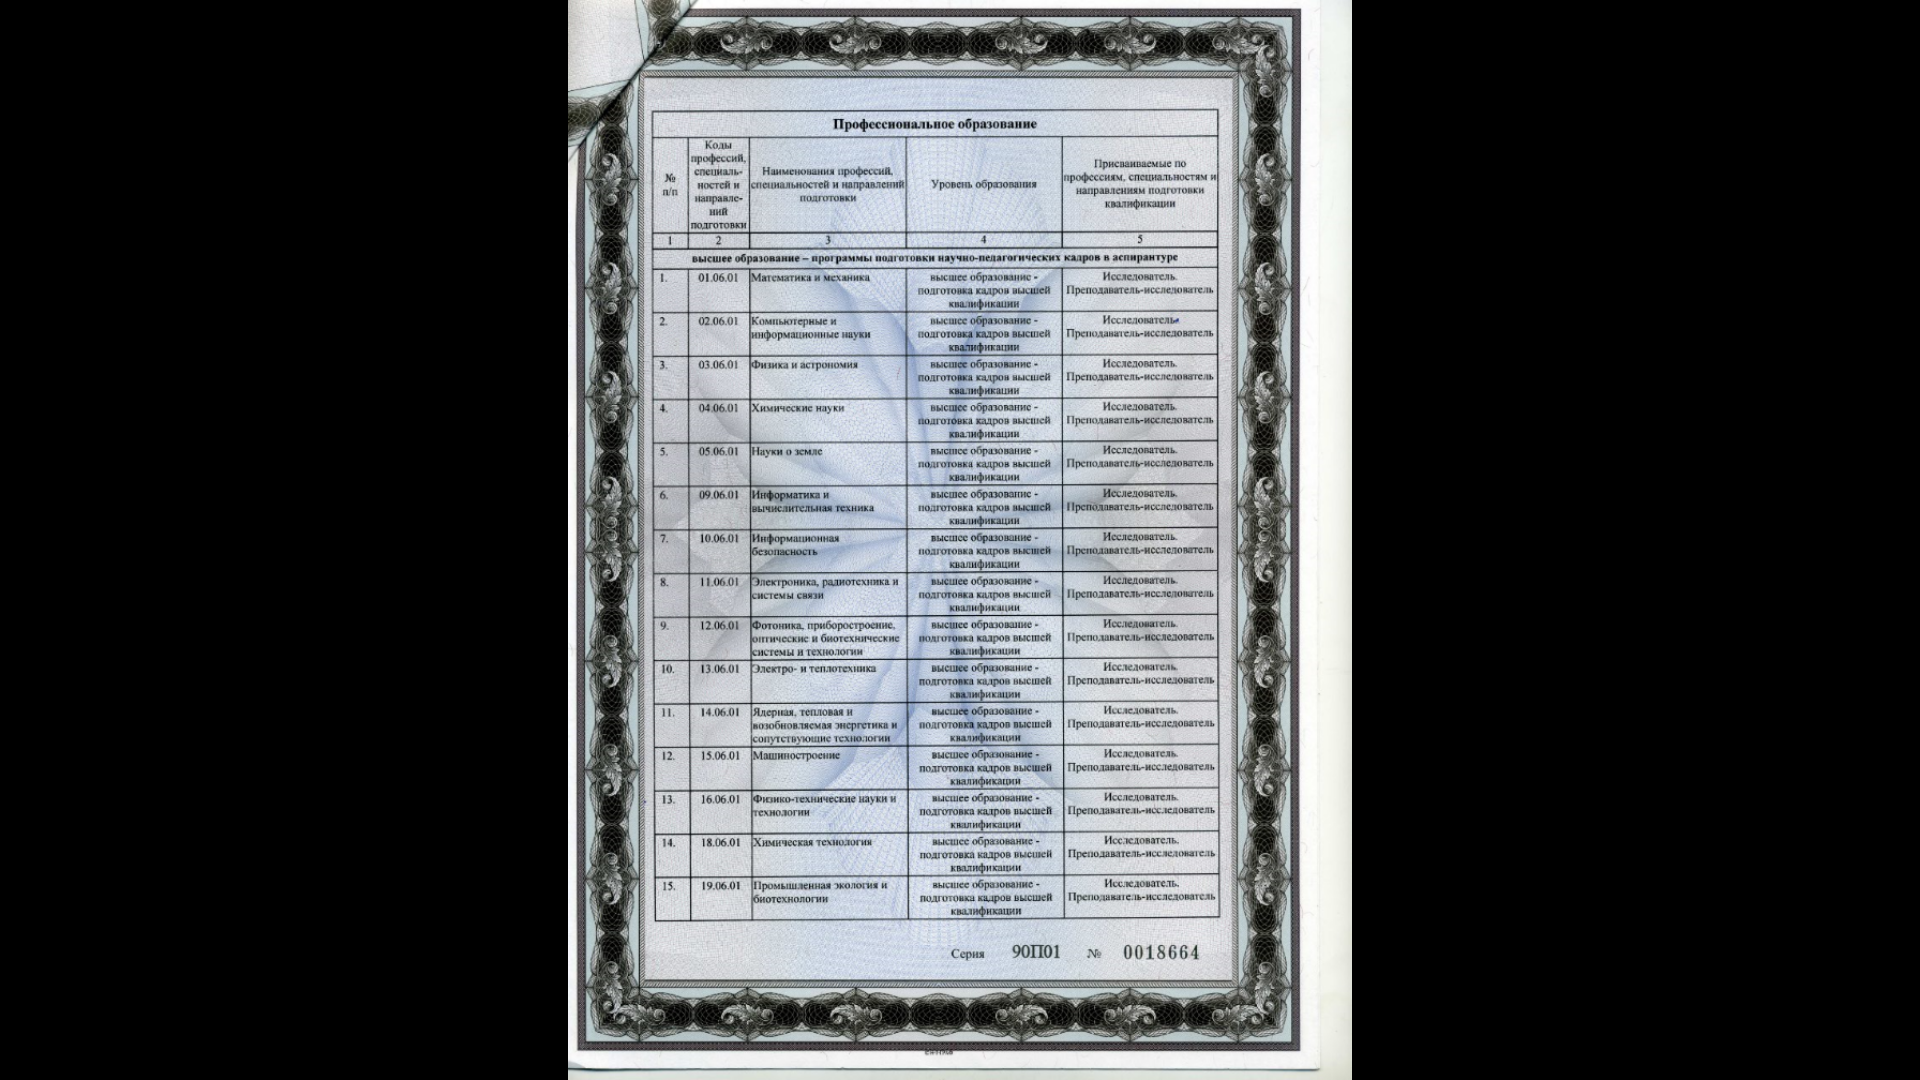 Профессиональное образование
№
п/п
Коды
профессий,
специаль-
ностей и
направле-
ний
подготовки
Наименования профессий,
специальностей и направлений
подготовки
Уровень образования
Присваиваемые по
профессиям, специальностям и
направлениям подготовки
квалификации
1 2 3 4 5
высшее образование – программы подготовки научно-педагогических кадров в аспирантуре
1. 01.06.01 Математика и механика высшее образование - Исследователь.
подготовка кадров высшей Преподаватель-исследователь
квалификации
2. 02.06.01 Компьютерные и высшее образование - Исследователь.
информационные науки подготовка кадров высшей Преподаватель-исследователь
квалификации
3. 03.06.01 Физика и астрономия высшее образование - Исследователь.
подготовка кадров высшей Преподаватель-исследователь
квалификации
4. 04.06.01 Химические науки высшее образование - Исследователь.
подготовка кадров высшей Преподаватель-исследователь
квалификации
5. 05.06.01 Науки о земле высшее образование - Исследователь.
подготовка кадров высшей Преподаватель-исследователь
квалификации
6. 09.06.01 Информатика и высшее образование - Исследователь.
вычислительная техника подготовка кадров высшей Преподаватель-исследователь
квалификации
7. 10.06.01 Информационная высшее образование - Исследователь.
безопасность подготовка кадров высшей Преподаватель-исследователь
квалификации
8. 11.06.01 Электроника, радиотехника и высшее образование - Исследователь.
системы связи подготовка кадров высшей Преподаватель-исследователь
квалификации
9. 12.06.01 Фотоника, приборостроение, высшее образование - Исследователь.
оптические и биотехнические подготовка кадров высшей Преподаватель-исследователь
системы и технологии квалификации
10. 13.06.01 Электро- и теплотехника высшее образование - Исследователь.
подготовка кадров высшей Преподаватель-исследователь
квалификации
11. 14.06.01 Ядерная, тепловая и высшее образование - Исследователь.
возобновляемая энергетика и подготовка кадров высшей Преподаватель-исследователь
сопутствующие технологии квалификации
12. 15.06.01 Машиностроение высшее образование - Исследователь.
подготовка кадров высшей Преподаватель-исследователь
квалификации
13. 16.06.01 Физико-технические науки и высшее образование - Исследователь.
технологии подготовка кадров высшей Преподаватель-исследователь
квалификации
14. 18.06.01 Химическая технология высшее образование - Исследователь.
подготовка кадров высшей Преподаватель-исследователь
квалификации
15. 19.06.01 Промышленная экология и высшее образование - Исследователь.
биотехнологии подготовка кадров высшей Преподаватель-исследователь
квалификации
Серия 90П01 № 0018664